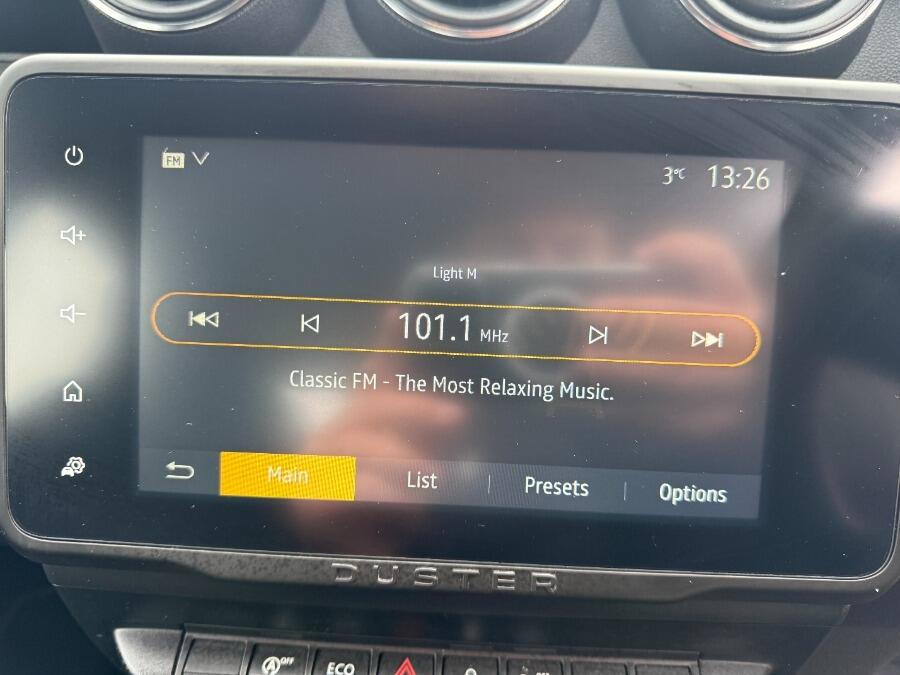 FM
3°C 13:26
Light M
101.1 MHz
Classic FM - The Most Relaxing Music.
Main List Presets Options
DUSTER
A OFF ECO